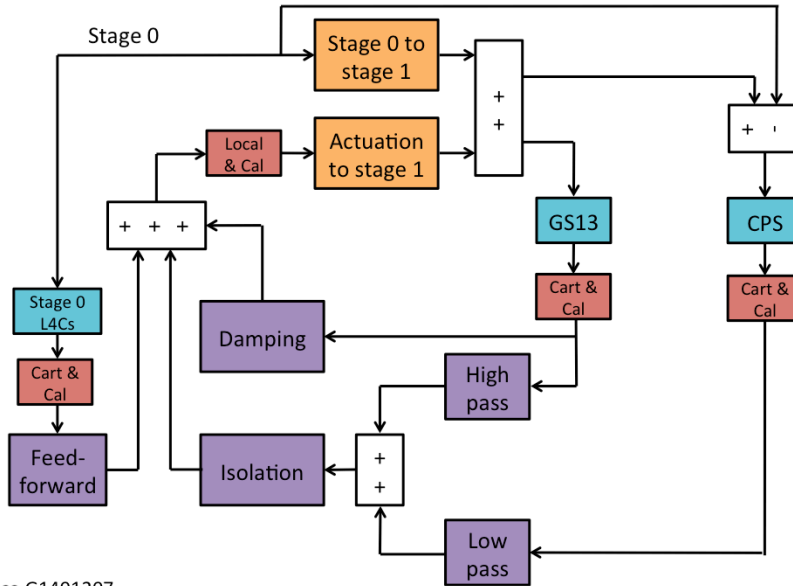 Stage 0
Stage 0 to
stage 1
+
+
+ -
Local
& Cal
Actuation
to stage 1
+ + +
GS13
CPS
Stage 0
L4Cs
Cart &
Cal
Cart &
Cal
Cart &
Cal
Damping
High
pass
Feed-
forward
Isolation
+
+
Low
pass
G1401207